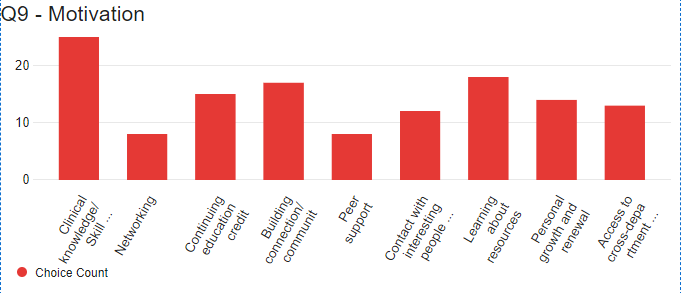 Q9 - Motivation
20
10
0
Clinical
knowledge/
Skill ...
Networking
Continuing
education
credit
Building
connection/
communit
Peer
support
Contact with
interesting
people ...
Learning
about
resources
Personal
growth and
renewal
Access to
cross-depa
rtment ...
Choice Count